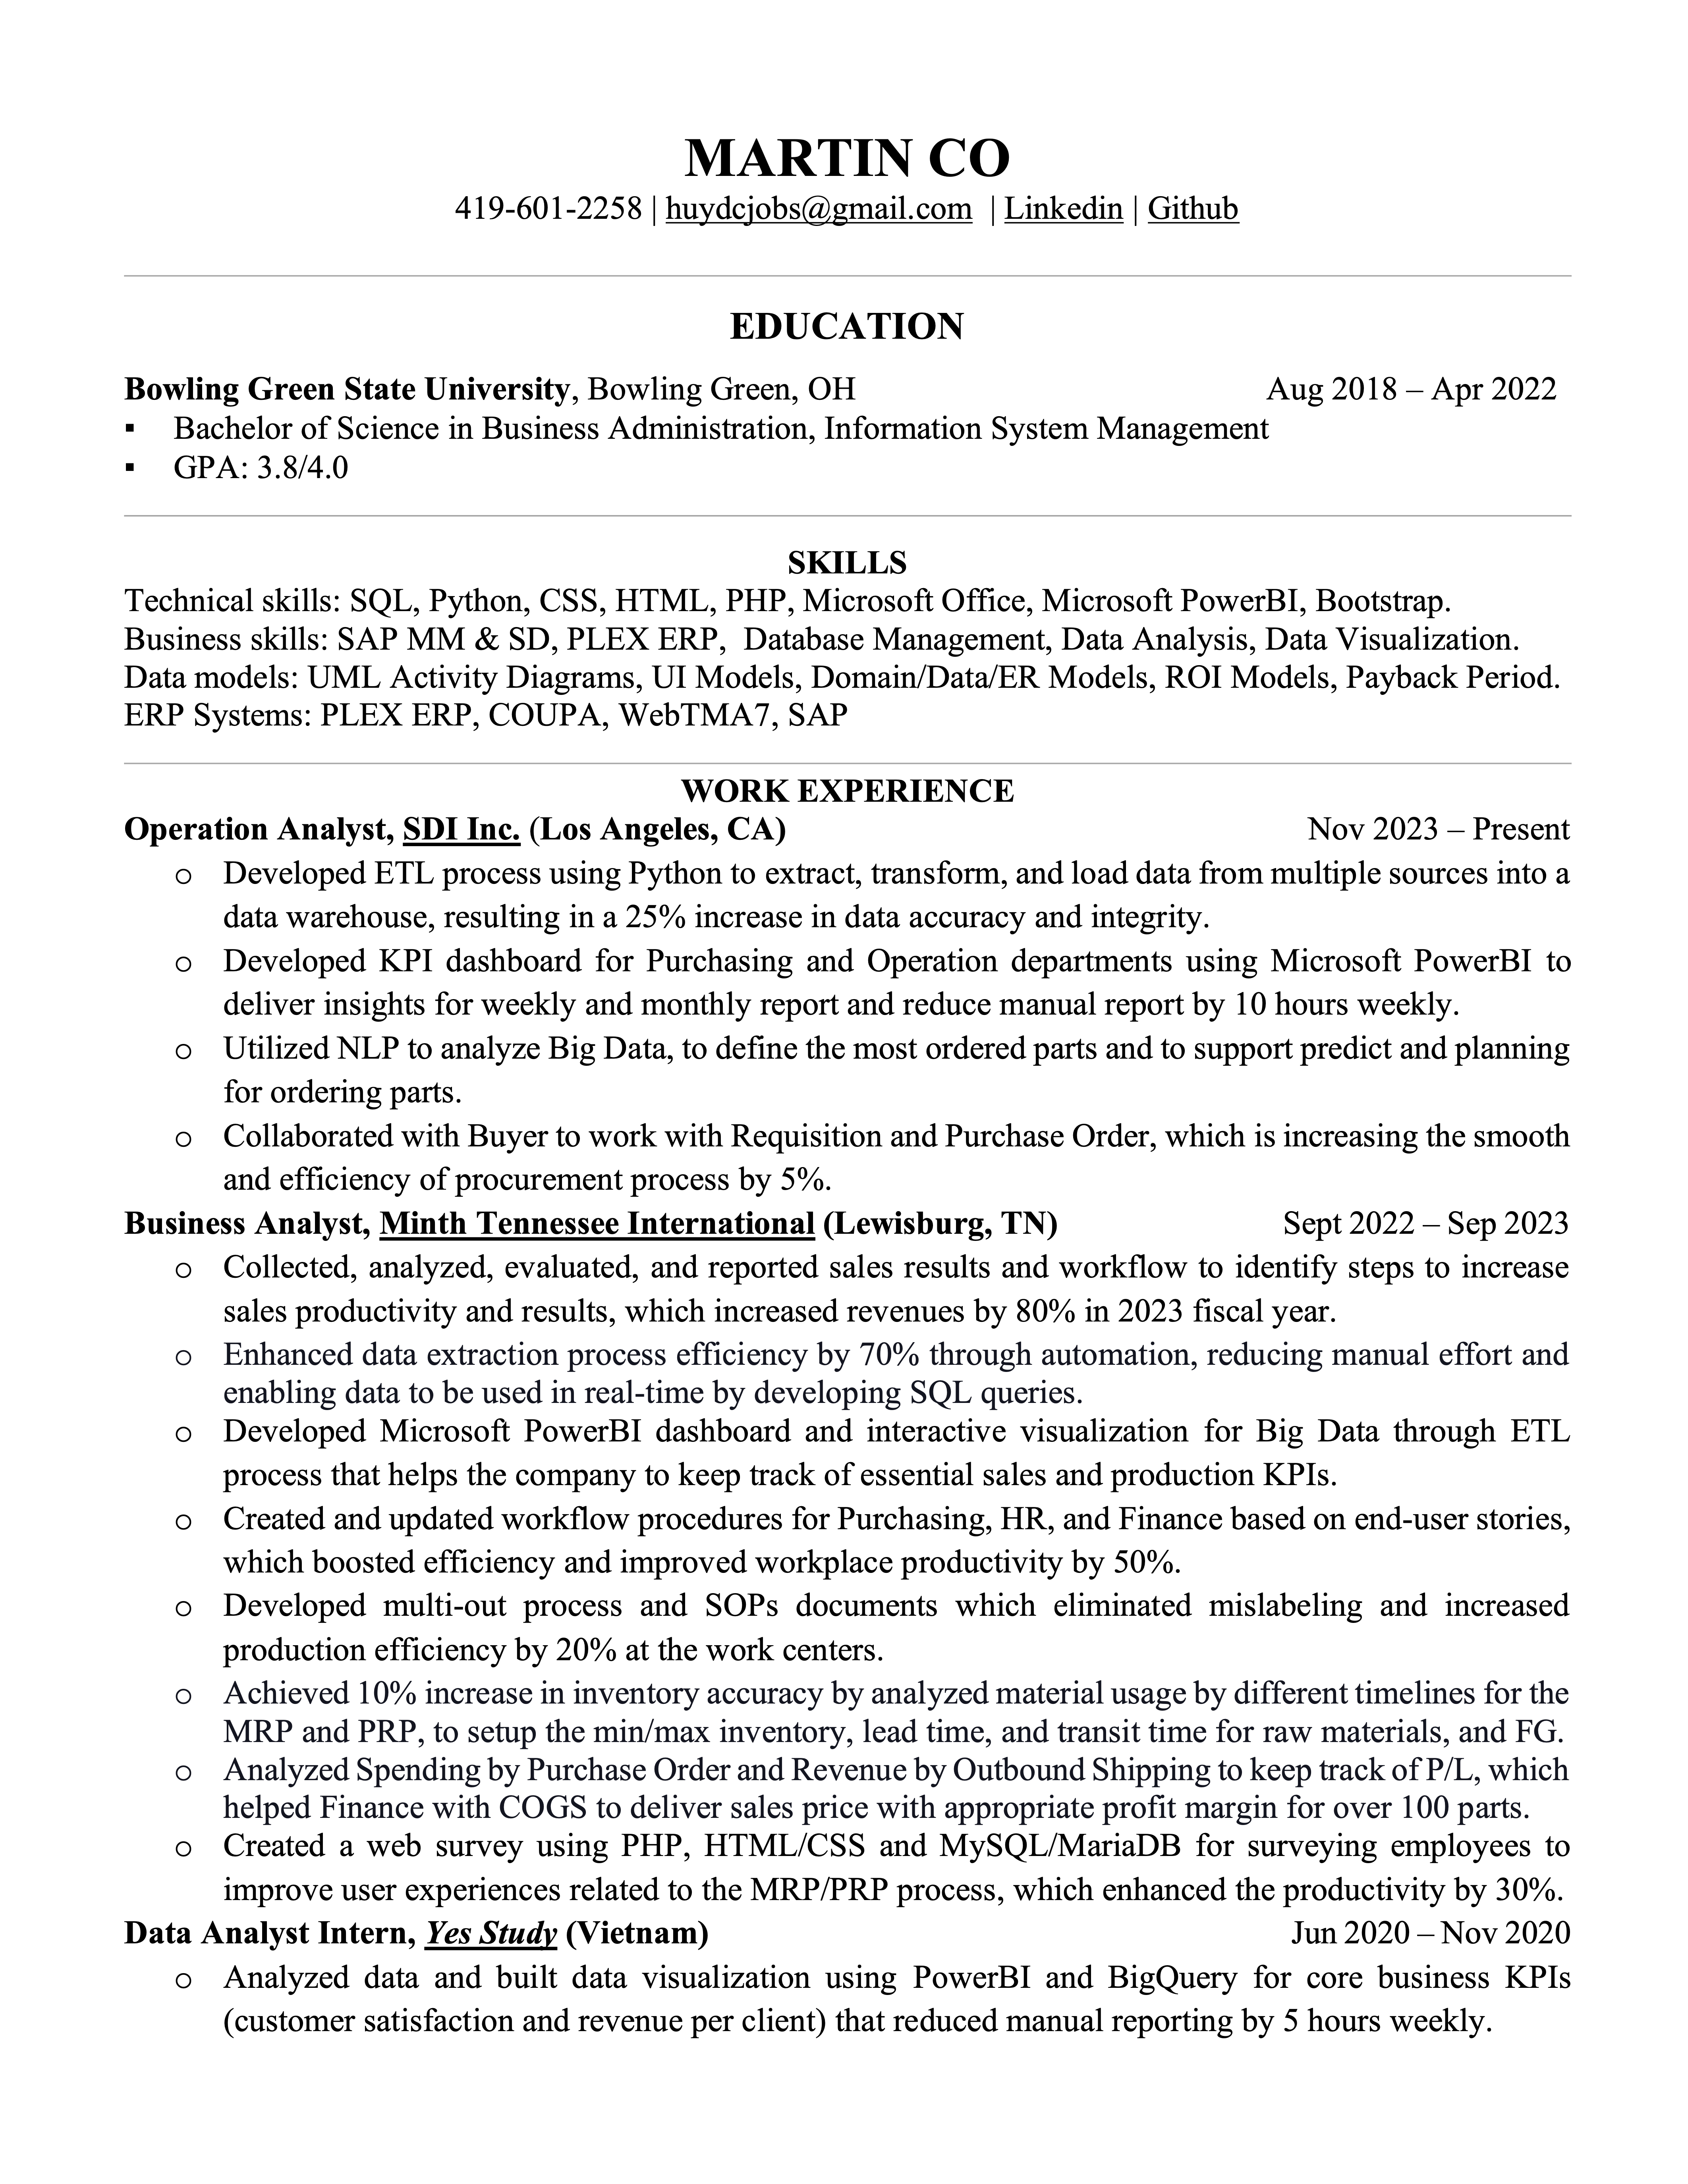 MARTIN CO
419-601-2258 | huydcjobs@gmail.com | Linkedin | Github
EDUCATION
Bowling Green State University, Bowling Green, OH Aug 2018 – Apr 2022
▪ Bachelor of Science in Business Administration, Information System Management
▪ GPA: 3.8/4.0
SKILLS
Technical skills: SQL, Python, CSS, HTML, PHP, Microsoft Office, Microsoft PowerBI, Bootstrap.
Business skills: SAP MM & SD, PLEX ERP, Database Management, Data Analysis, Data Visualization.
Data models: UML Activity Diagrams, UI Models, Domain/Data/ER Models, ROI Models, Payback Period.
ERP Systems: PLEX ERP, COUPA, WebTMA7, SAP
WORK EXPERIENCE
Operation Analyst, SDI Inc. (Los Angeles, CA) Nov 2023 – Present
o Developed ETL process using Python to extract, transform, and load data from multiple sources into a
data warehouse, resulting in a 25% increase in data accuracy and integrity.
o Developed KPI dashboard for Purchasing and Operation departments using Microsoft PowerBI to
deliver insights for weekly and monthly report and reduce manual report by 10 hours weekly.
o Utilized NLP to analyze Big Data, to define the most ordered parts and to support predict and planning
for ordering parts.
o Collaborated with Buyer to work with Requisition and Purchase Order, which is increasing the smooth
and efficiency of procurement process by 5%.
Business Analyst, Minth Tennessee International (Lewisburg, TN) Sept 2022 – Sep 2023
o Collected, analyzed, evaluated, and reported sales results and workflow to identify steps to increase
sales productivity and results, which increased revenues by 80% in 2023 fiscal year.
o Enhanced data extraction process efficiency by 70% through automation, reducing manual effort and
enabling data to be used in real-time by developing SQL queries.
o Developed Microsoft PowerBI dashboard and interactive visualization for Big Data through ETL
process that helps the company to keep track of essential sales and production KPIs.
o Created and updated workflow procedures for Purchasing, HR, and Finance based on end-user stories,
which boosted efficiency and improved workplace productivity by 50%.
o Developed multi-out process and SOPs documents which eliminated mislabeling and increased
production efficiency by 20% at the work centers.
o Achieved 10% increase in inventory accuracy by analyzed material usage by different timelines for the
MRP and PRP, to setup the min/max inventory, lead time, and transit time for raw materials, and FG.
o Analyzed Spending by Purchase Order and Revenue by Outbound Shipping to keep track of P/L, which
helped Finance with COGS to deliver sales price with appropriate profit margin for over 100 parts.
o Created a web survey using PHP, HTML/CSS and MySQL/MariaDB for surveying employees to
improve user experiences related to the MRP/PRP process, which enhanced the productivity by 30%.
Data Analyst Intern, Yes Study (Vietnam) Jun 2020 – Nov 2020
o Analyzed data and built data visualization using PowerBI and BigQuery for core business KPIs
(customer satisfaction and revenue per client) that reduced manual reporting by 5 hours weekly.